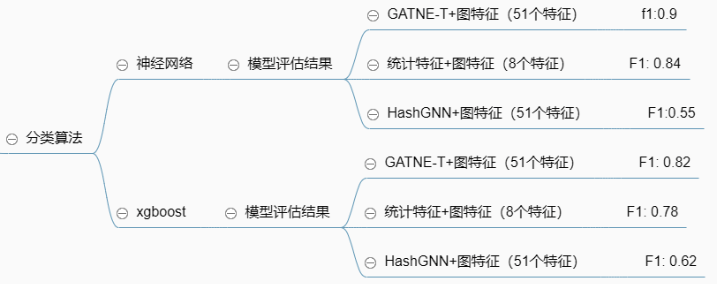 GATNE-T+图特征（51个特征） f1:0.9
神经网络 模型评估结果 统计特征+图特征（8个特征） F1: 0.84
HashGNN+图特征（51个特征） F1:0.55
分类算法
GATNE-T+图特征（51个特征） F1: 0.82
xgboost 模型评估结果 统计特征+图特征（8个特征） F1: 0.78
HashGNN+图特征（51个特征） F1: 0.62